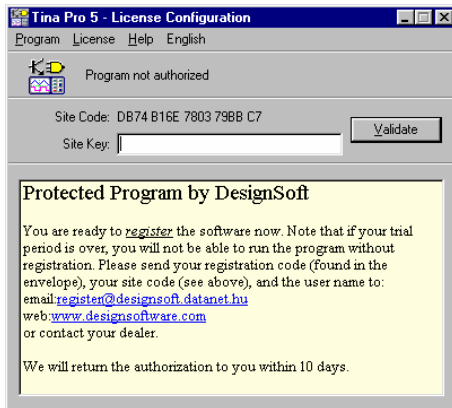 Tina Pro 5 - License Configuration
Program License Help English
Program not authorized
Site Code: DB74 B16E 7803 79BB C7
Site Key:
Validate
Protected Program by DesignSoft
You are ready to register the software now. Note that if your trial
period is over, you will not be able to run the program without
registration. Please send your registration code (found in the
envelope), your site code (see above), and the user name to:
email:register@designsoft.datanet.hu
web:www.designsoftware.com
or contact your dealer.
We will return the authorization to you within 10 days.